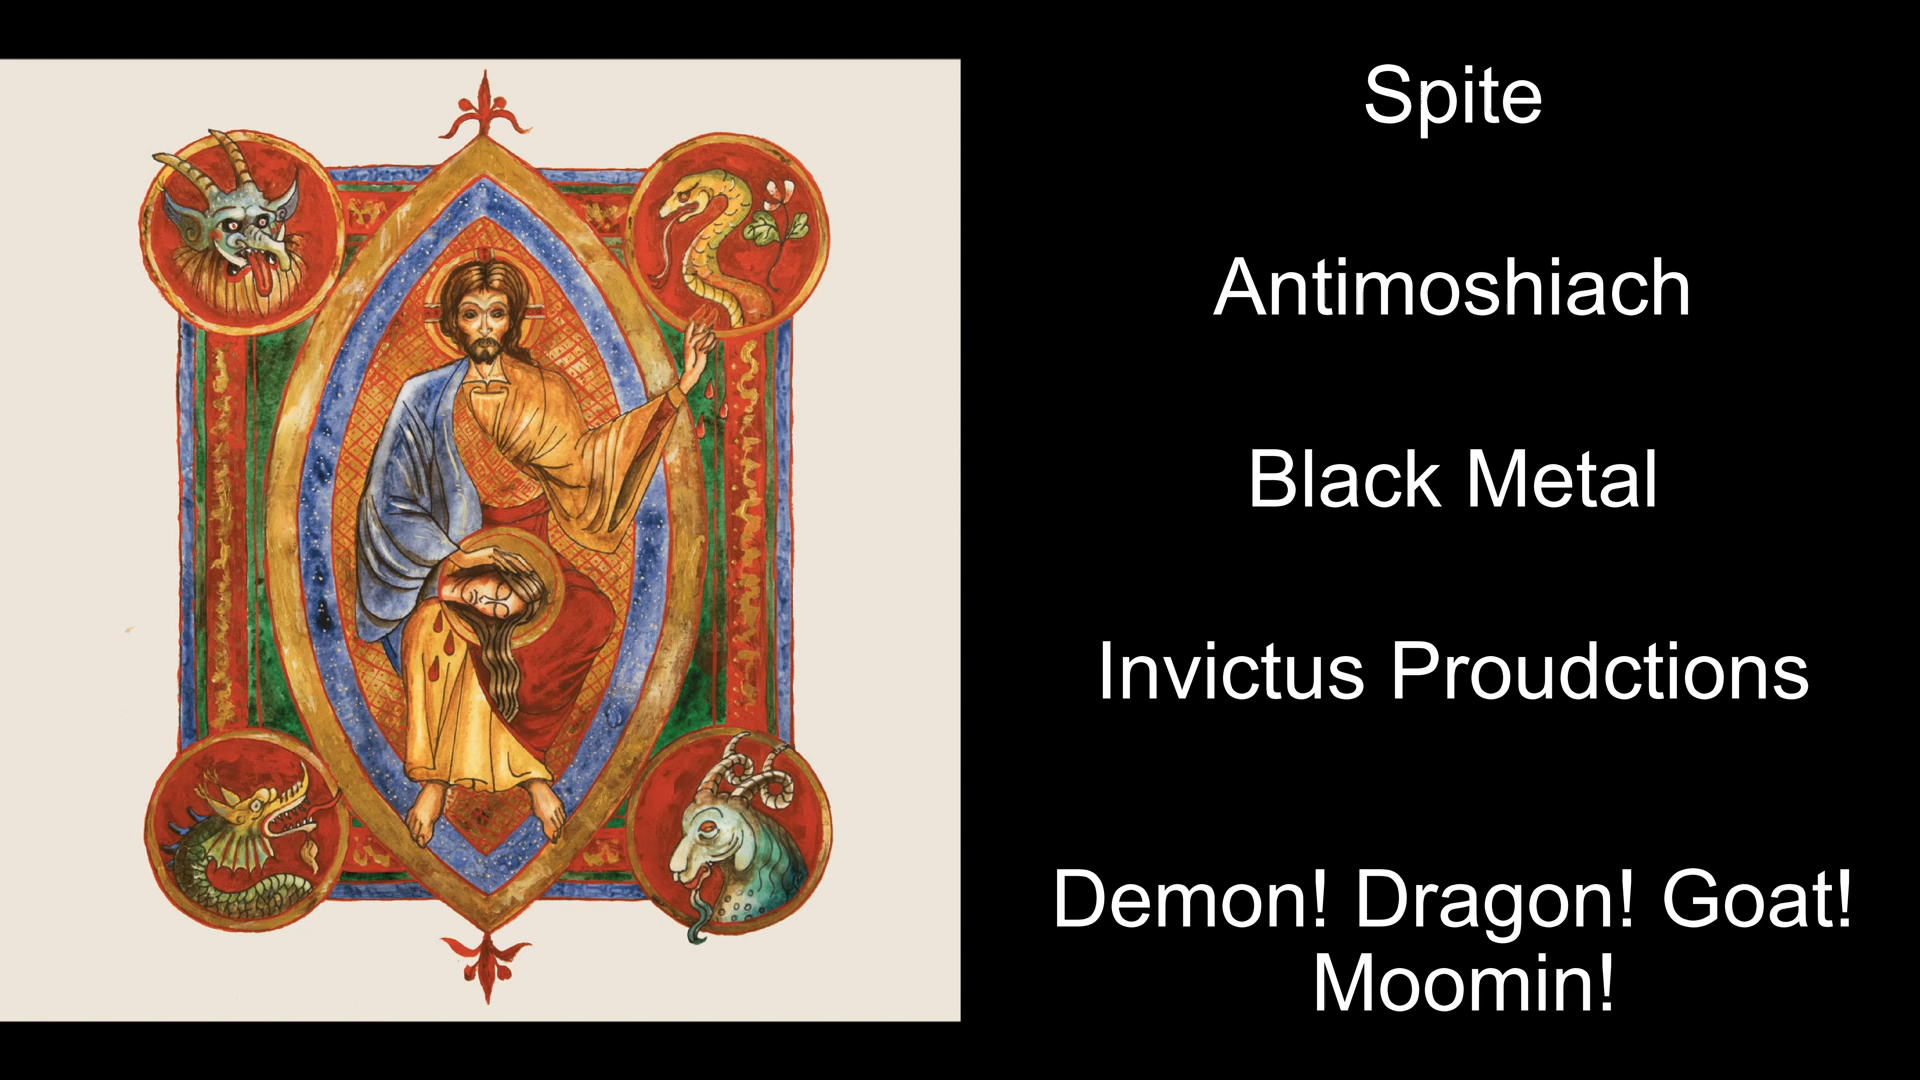 Spite
Antimoshiach
Black Metal
Invictus Proudctions
Demon! Dragon! Goat!
Moomin!